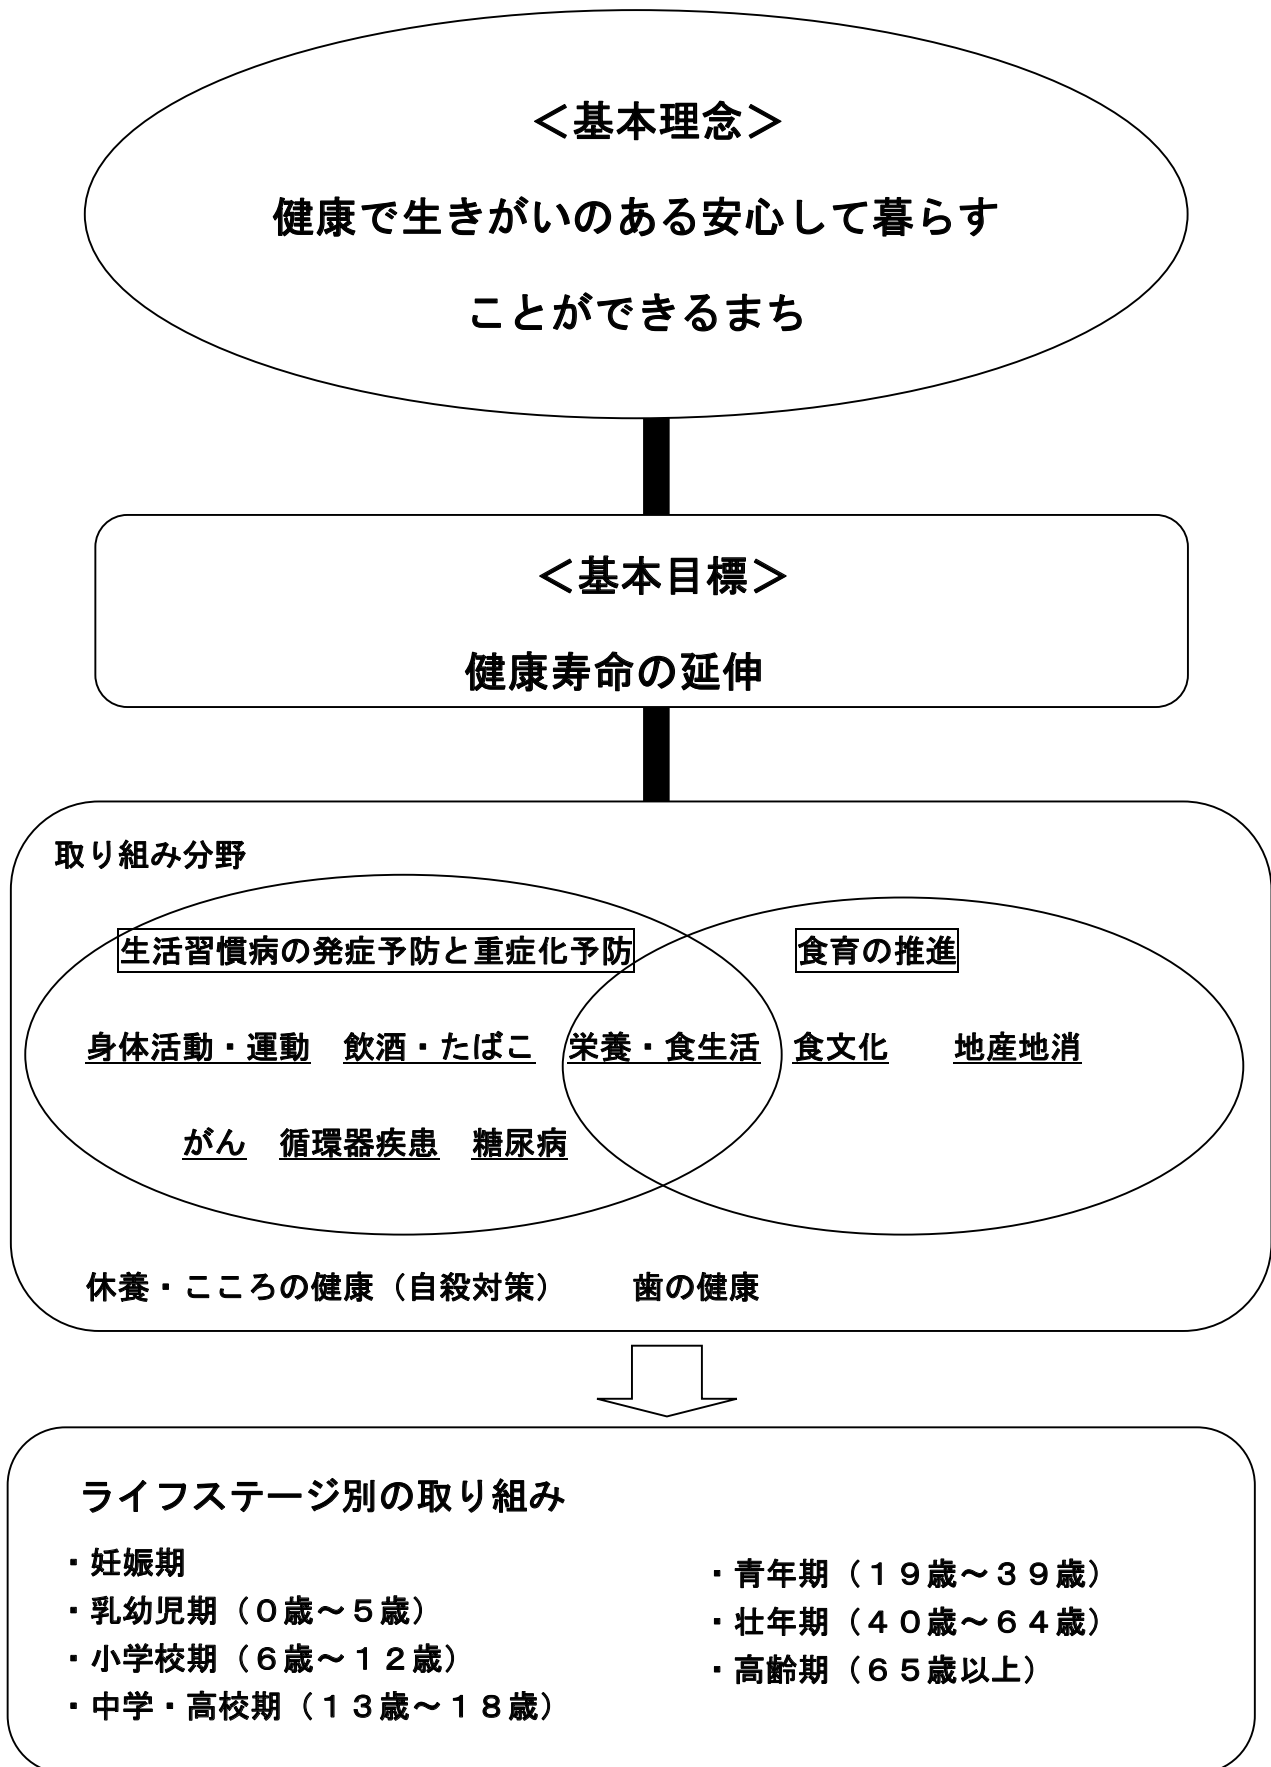 ＜基本理念＞
健康で生きがいのある安心して暮らす
ことができるまち
＜基本目標＞
健康寿命の延伸
取り組み分野
生活習慣病の発症予防と重症化予防　食育の推進
身体活動・運動　飲酒・たばこ　栄養・食生活　食文化　地産地消
がん　循環器疾患　糖尿病
休養・こころの健康（自殺対策）　歯の健康
ライフステージ別の取り組み
・妊娠期
・乳幼児期（０歳～５歳）
・小学校期（６歳～１２歳）
・中学・高校期（１３歳～１８歳）
・青年期（１９歳～３９歳）
・壮年期（４０歳～６４歳）
・高齢期（６５歳以上）